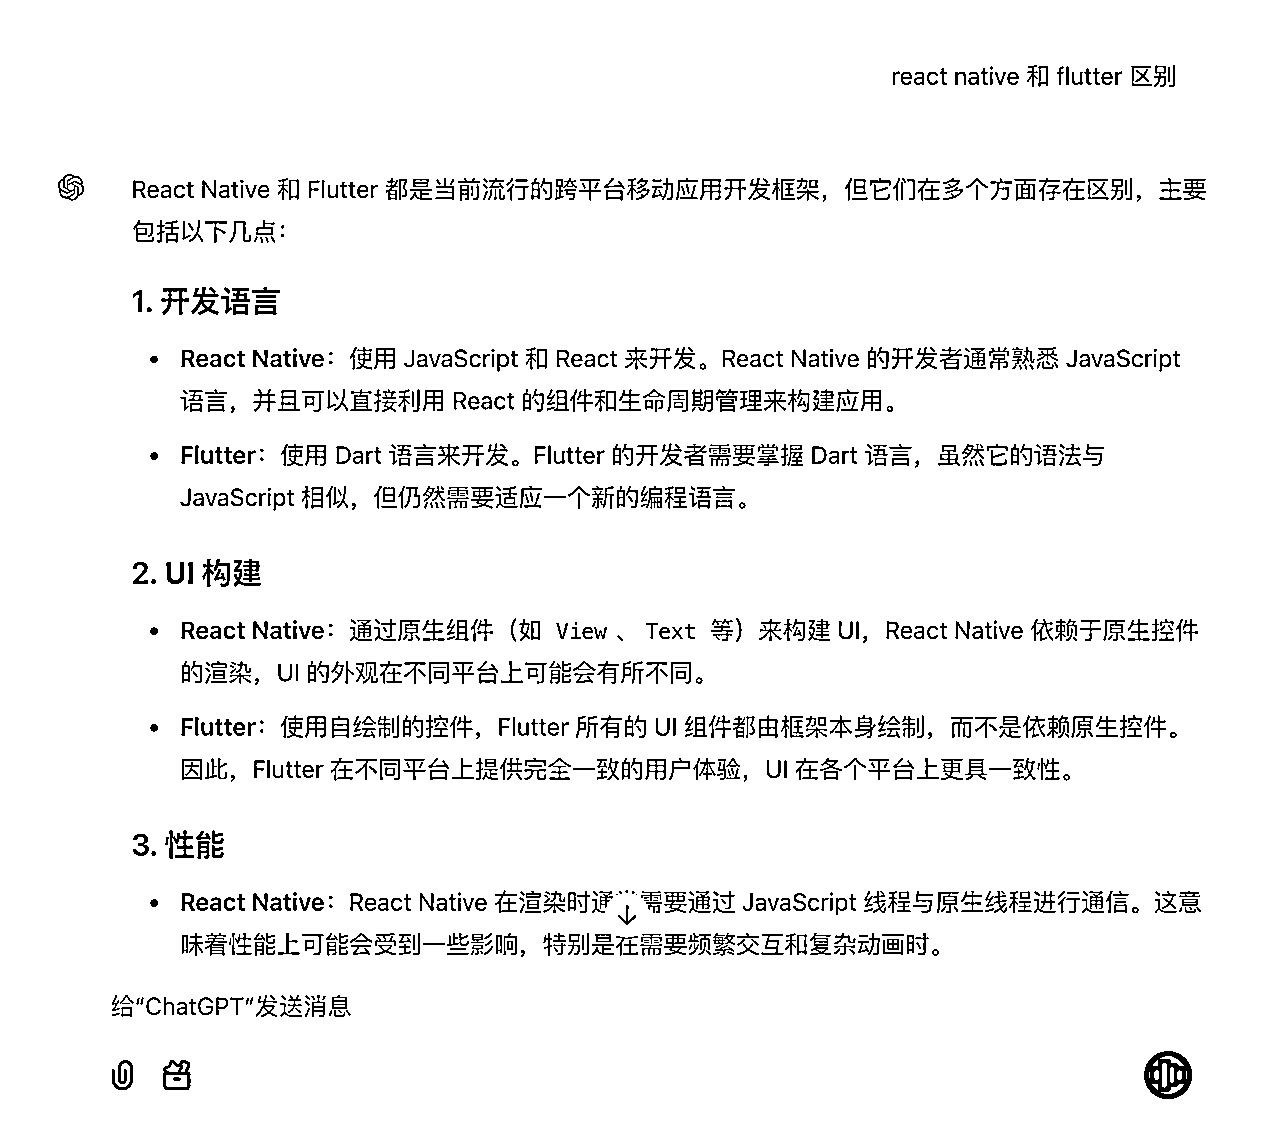 react native 和 flutter 区别
React Native 和 Flutter 都是当前流行的跨平台移动应用开发框架，但它们在多个方面存在区别，主要
包括以下几点：
1. 开发语言
• React Native：使用 JavaScript 和 React 来开发。React Native 的开发者通常熟悉 JavaScript
语言，并且可以直接利用 React 的组件和生命周期管理来构建应用。
• Flutter：使用 Dart 语言来开发。Flutter 的开发者需要掌握 Dart 语言，虽然它的语法与
JavaScript 相似，但仍然需要适应一个新的编程语言。
2. UI 构建
• React Native：通过原生组件（如 View 、 Text 等）来构建 UI，React Native 依赖于原生控件
的渲染，UI 的外观在不同平台上可能会有所不同。
• Flutter：使用自绘制的控件，Flutter 所有的 UI 组件都由框架本身绘制，而不是依赖原生控件。
因此，Flutter 在不同平台上提供完全一致的用户体验，UI 在各个平台上更具一致性。
3. 性能
• React Native：React Native 在渲染时需要通过 JavaScript 线程与原生线程进行通信。这意
味着性能上可能会受到一些影响，特别是在需要频繁交互和复杂动画时。
给“ChatGPT”发送消息